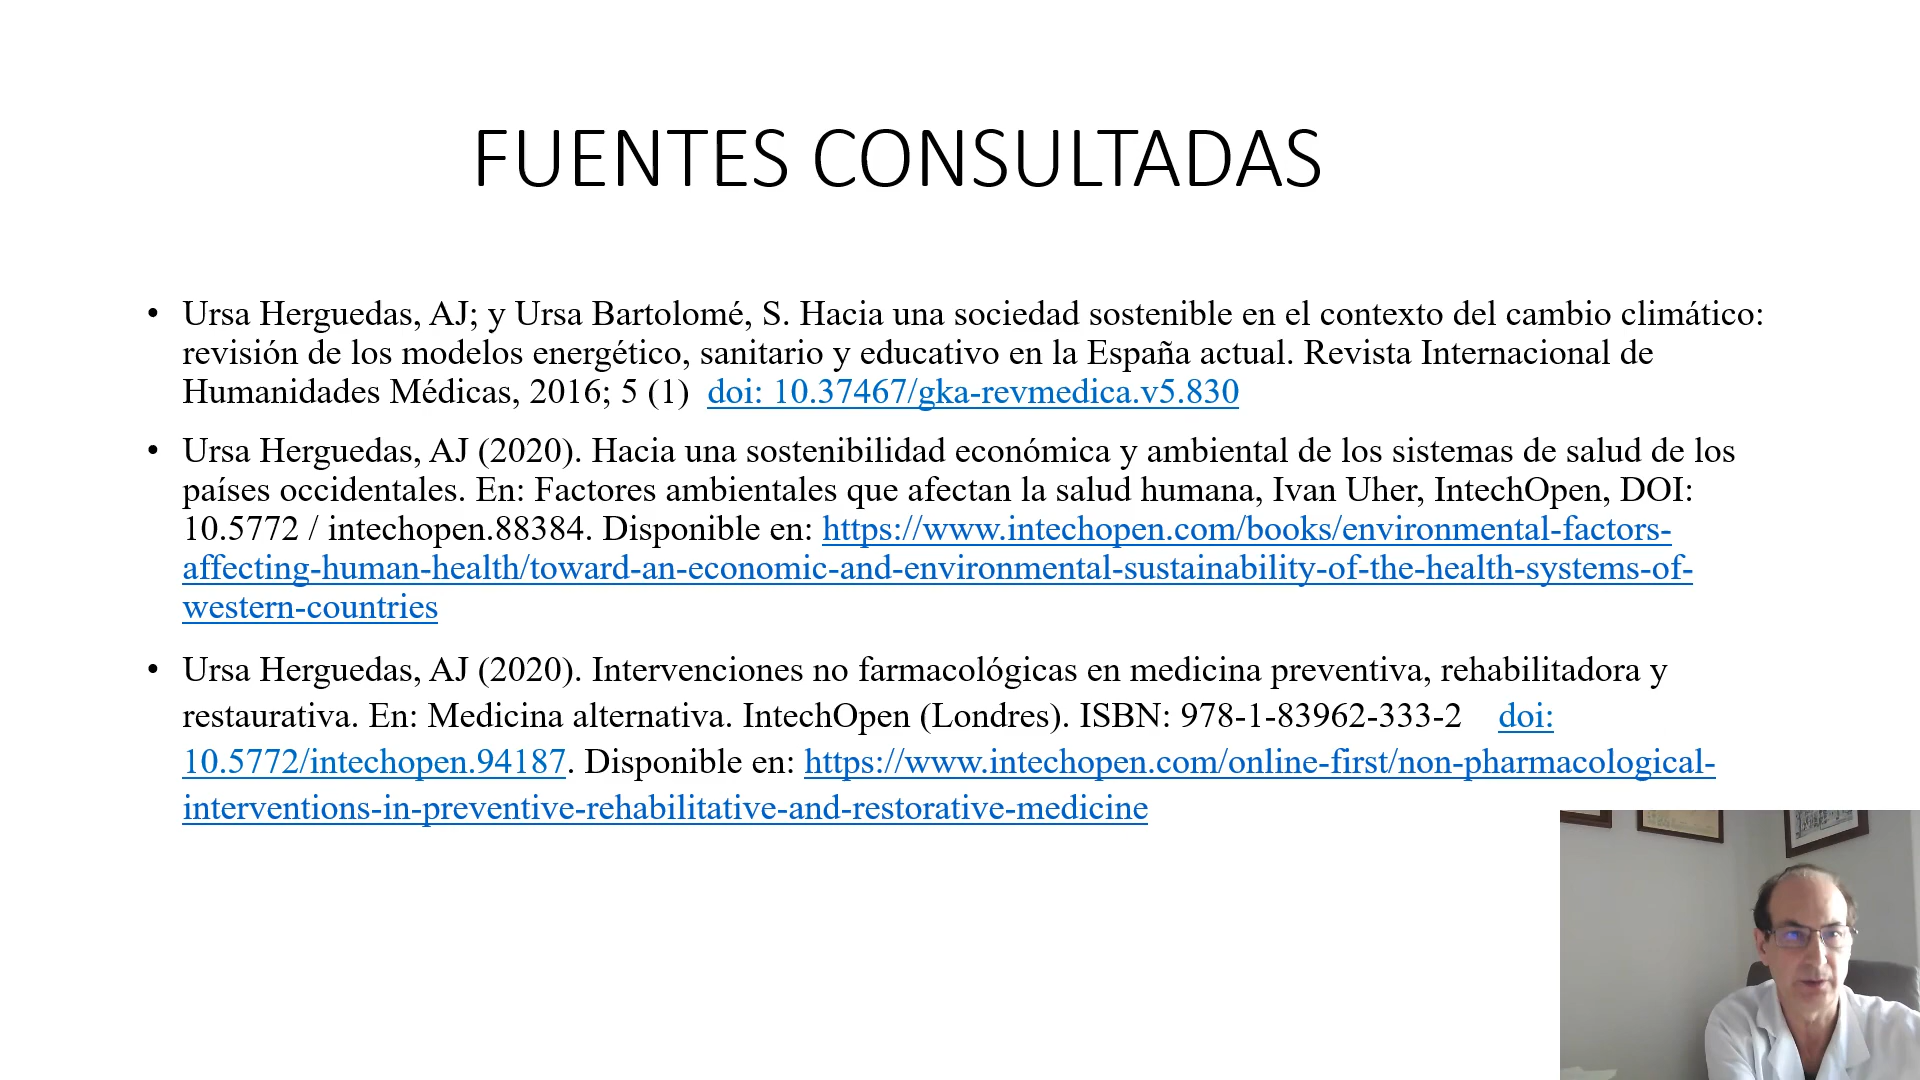 FUENTES CONSULTADAS
• Ursa Herguedas, AJ; y Ursa Bartolomé, S. Hacia una sociedad sostenible en el contexto del cambio climático:
revisión de los modelos energético, sanitario y educativo en la España actual. Revista Internacional de
Humanidades Médicas, 2016; 5 (1) doi: 10.37467/gka-revmedica.v5.830
• Ursa Herguedas, AJ (2020). Hacia una sostenibilidad económica y ambiental de los sistemas de salud de los
países occidentales. En: Factores ambientales que afectan la salud humana, Ivan Uher, IntechOpen, DOI:
10.5772 / intechopen.88384. Disponible en: https://www.intechopen.com/books/environmental-factors-
affecting-human-health/toward-an-economic-and-environmental-sustainability-of-the-health-systems-of-
western-countries
• Ursa Herguedas, AJ (2020). Intervenciones no farmacológicas en medicina preventiva, rehabilitadora y
restaurativa. En: Medicina alternativa. IntechOpen (Londres). ISBN: 978-1-83962-333-2 doi:
10.5772/intechopen.94187. Disponible en: https://www.intechopen.com/online-first/non-pharmacological-
interventions-in-preventive-rehabilitative-and-restorative-medicine